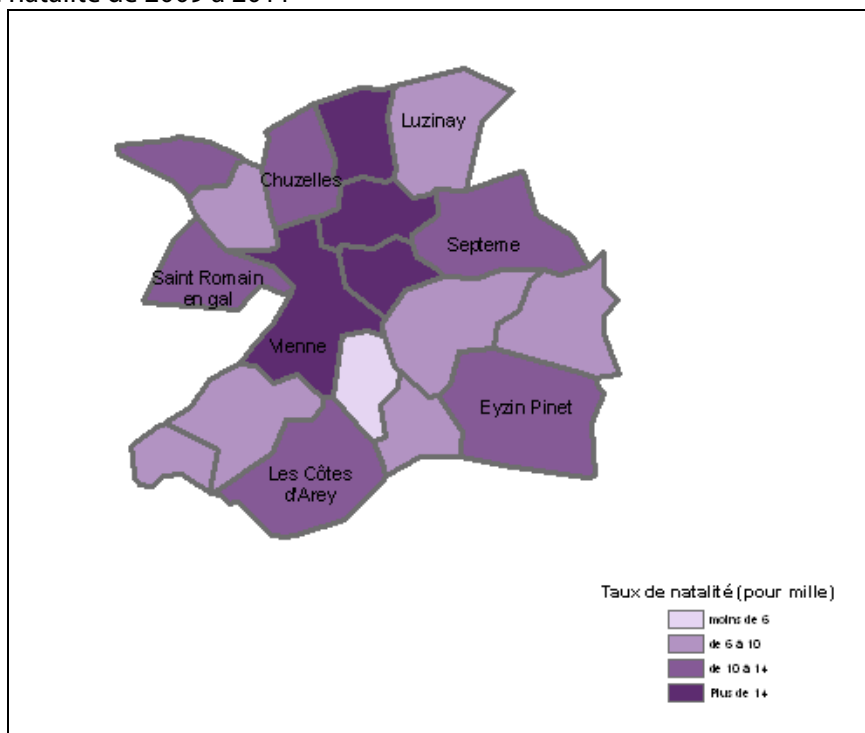 natalité de 2009 à 2014
Luzinay
Chuzelles
Septeme
Saint Romain
en gal
Vienne
Eyzin Pinet
Les Côtes
d'Arey
Taux de natalité (pour mille)
moins de 6
de 6 à 10
de 10 à 14
Plus de 14